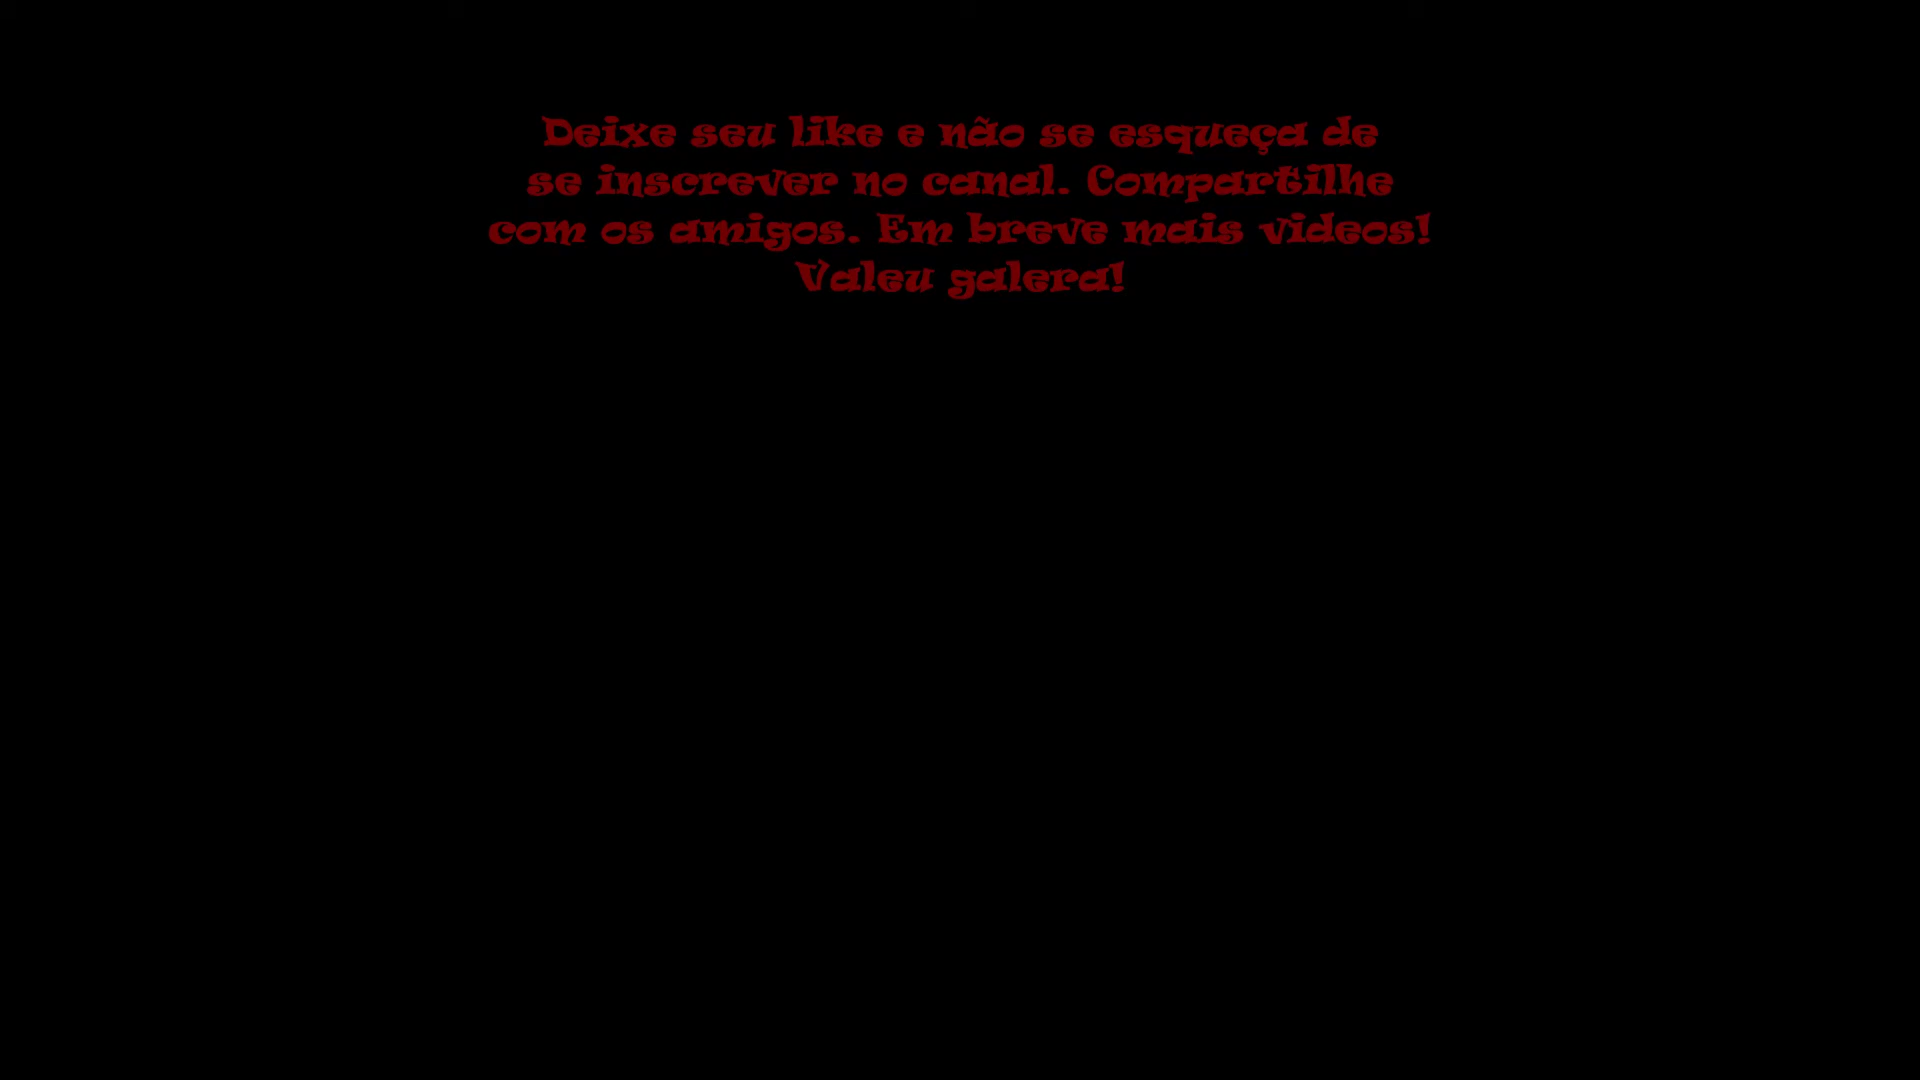 Deixe seu like e não se esqueça de
se inscrever no canal. Compartilhe
com os amigos. Em breve mais videos!
Valeu galera!